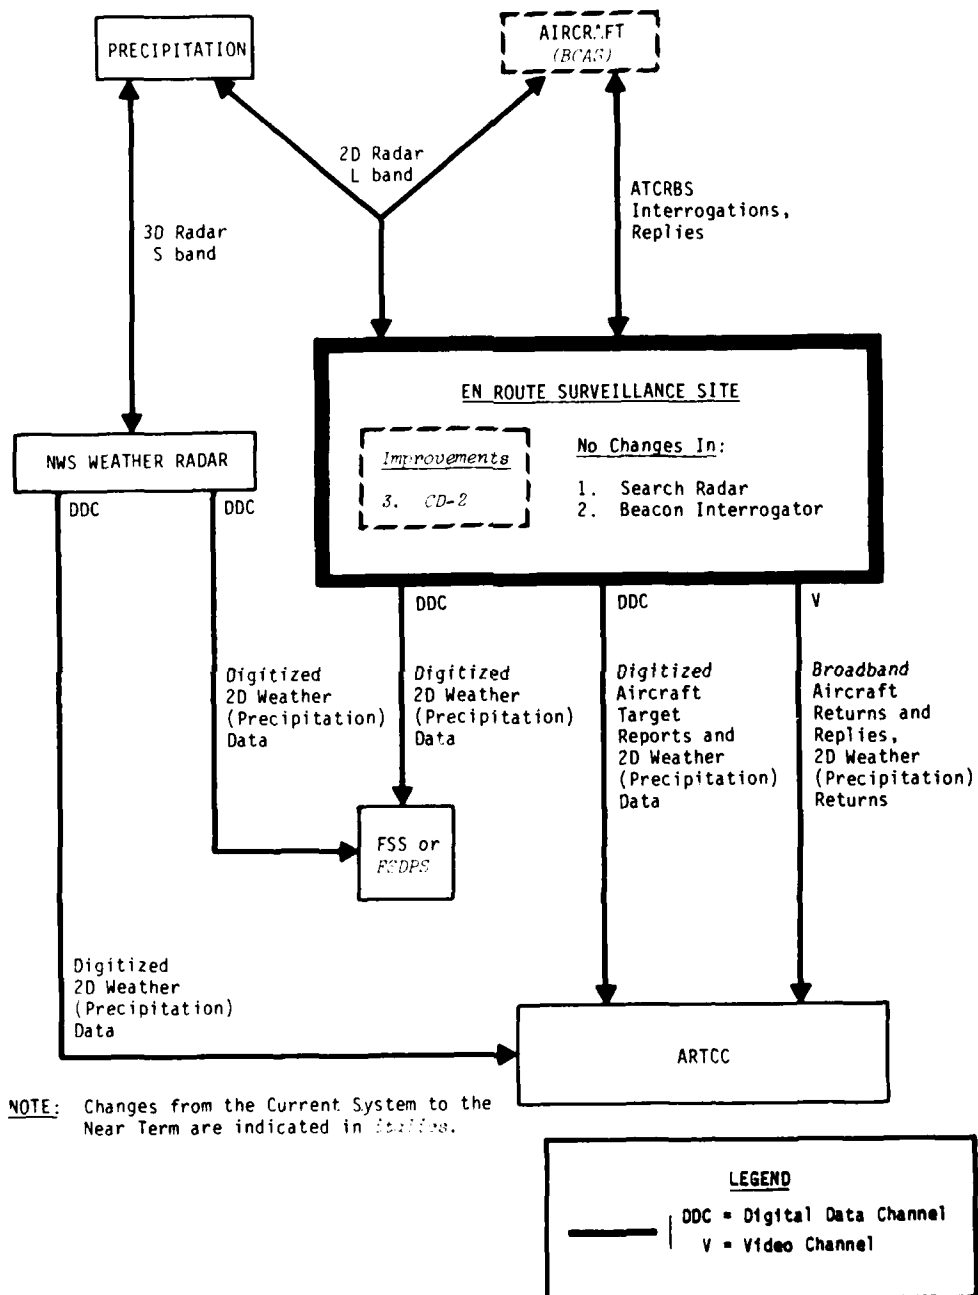 PRECIPITATION
AIRCRAFT
(BCAS)
2D Radar
L band
ATCRBS
Interrogations,
Replies
3D Radar
S band
EN ROUTE SURVEILLANCE SITE
Improvements
3. CD-2
No Changes In:
1. Search Radar
2. Beacon Interrogator
NWS WEATHER RADAR
DDC
DDC
DDC
DDC
V
Digitized
2D Weather
(Precipitation)
Data
Digitized
2D Weather
(Precipitation)
Data
Digitized
Aircraft
Target
Reports and
2D Weather
(Precipitation)
Data
Broadband
Aircraft
Returns and
Replies,
2D Weather
(Precipitation)
Returns
FSS or
FSDPS
Digitized
2D Weather
(Precipitation)
Data
ARTCC
NOTE: Changes from the Current System to the
Near Term are indicated in italics.
LEGEND
DDC = Digital Data Channel
V = Video Channel